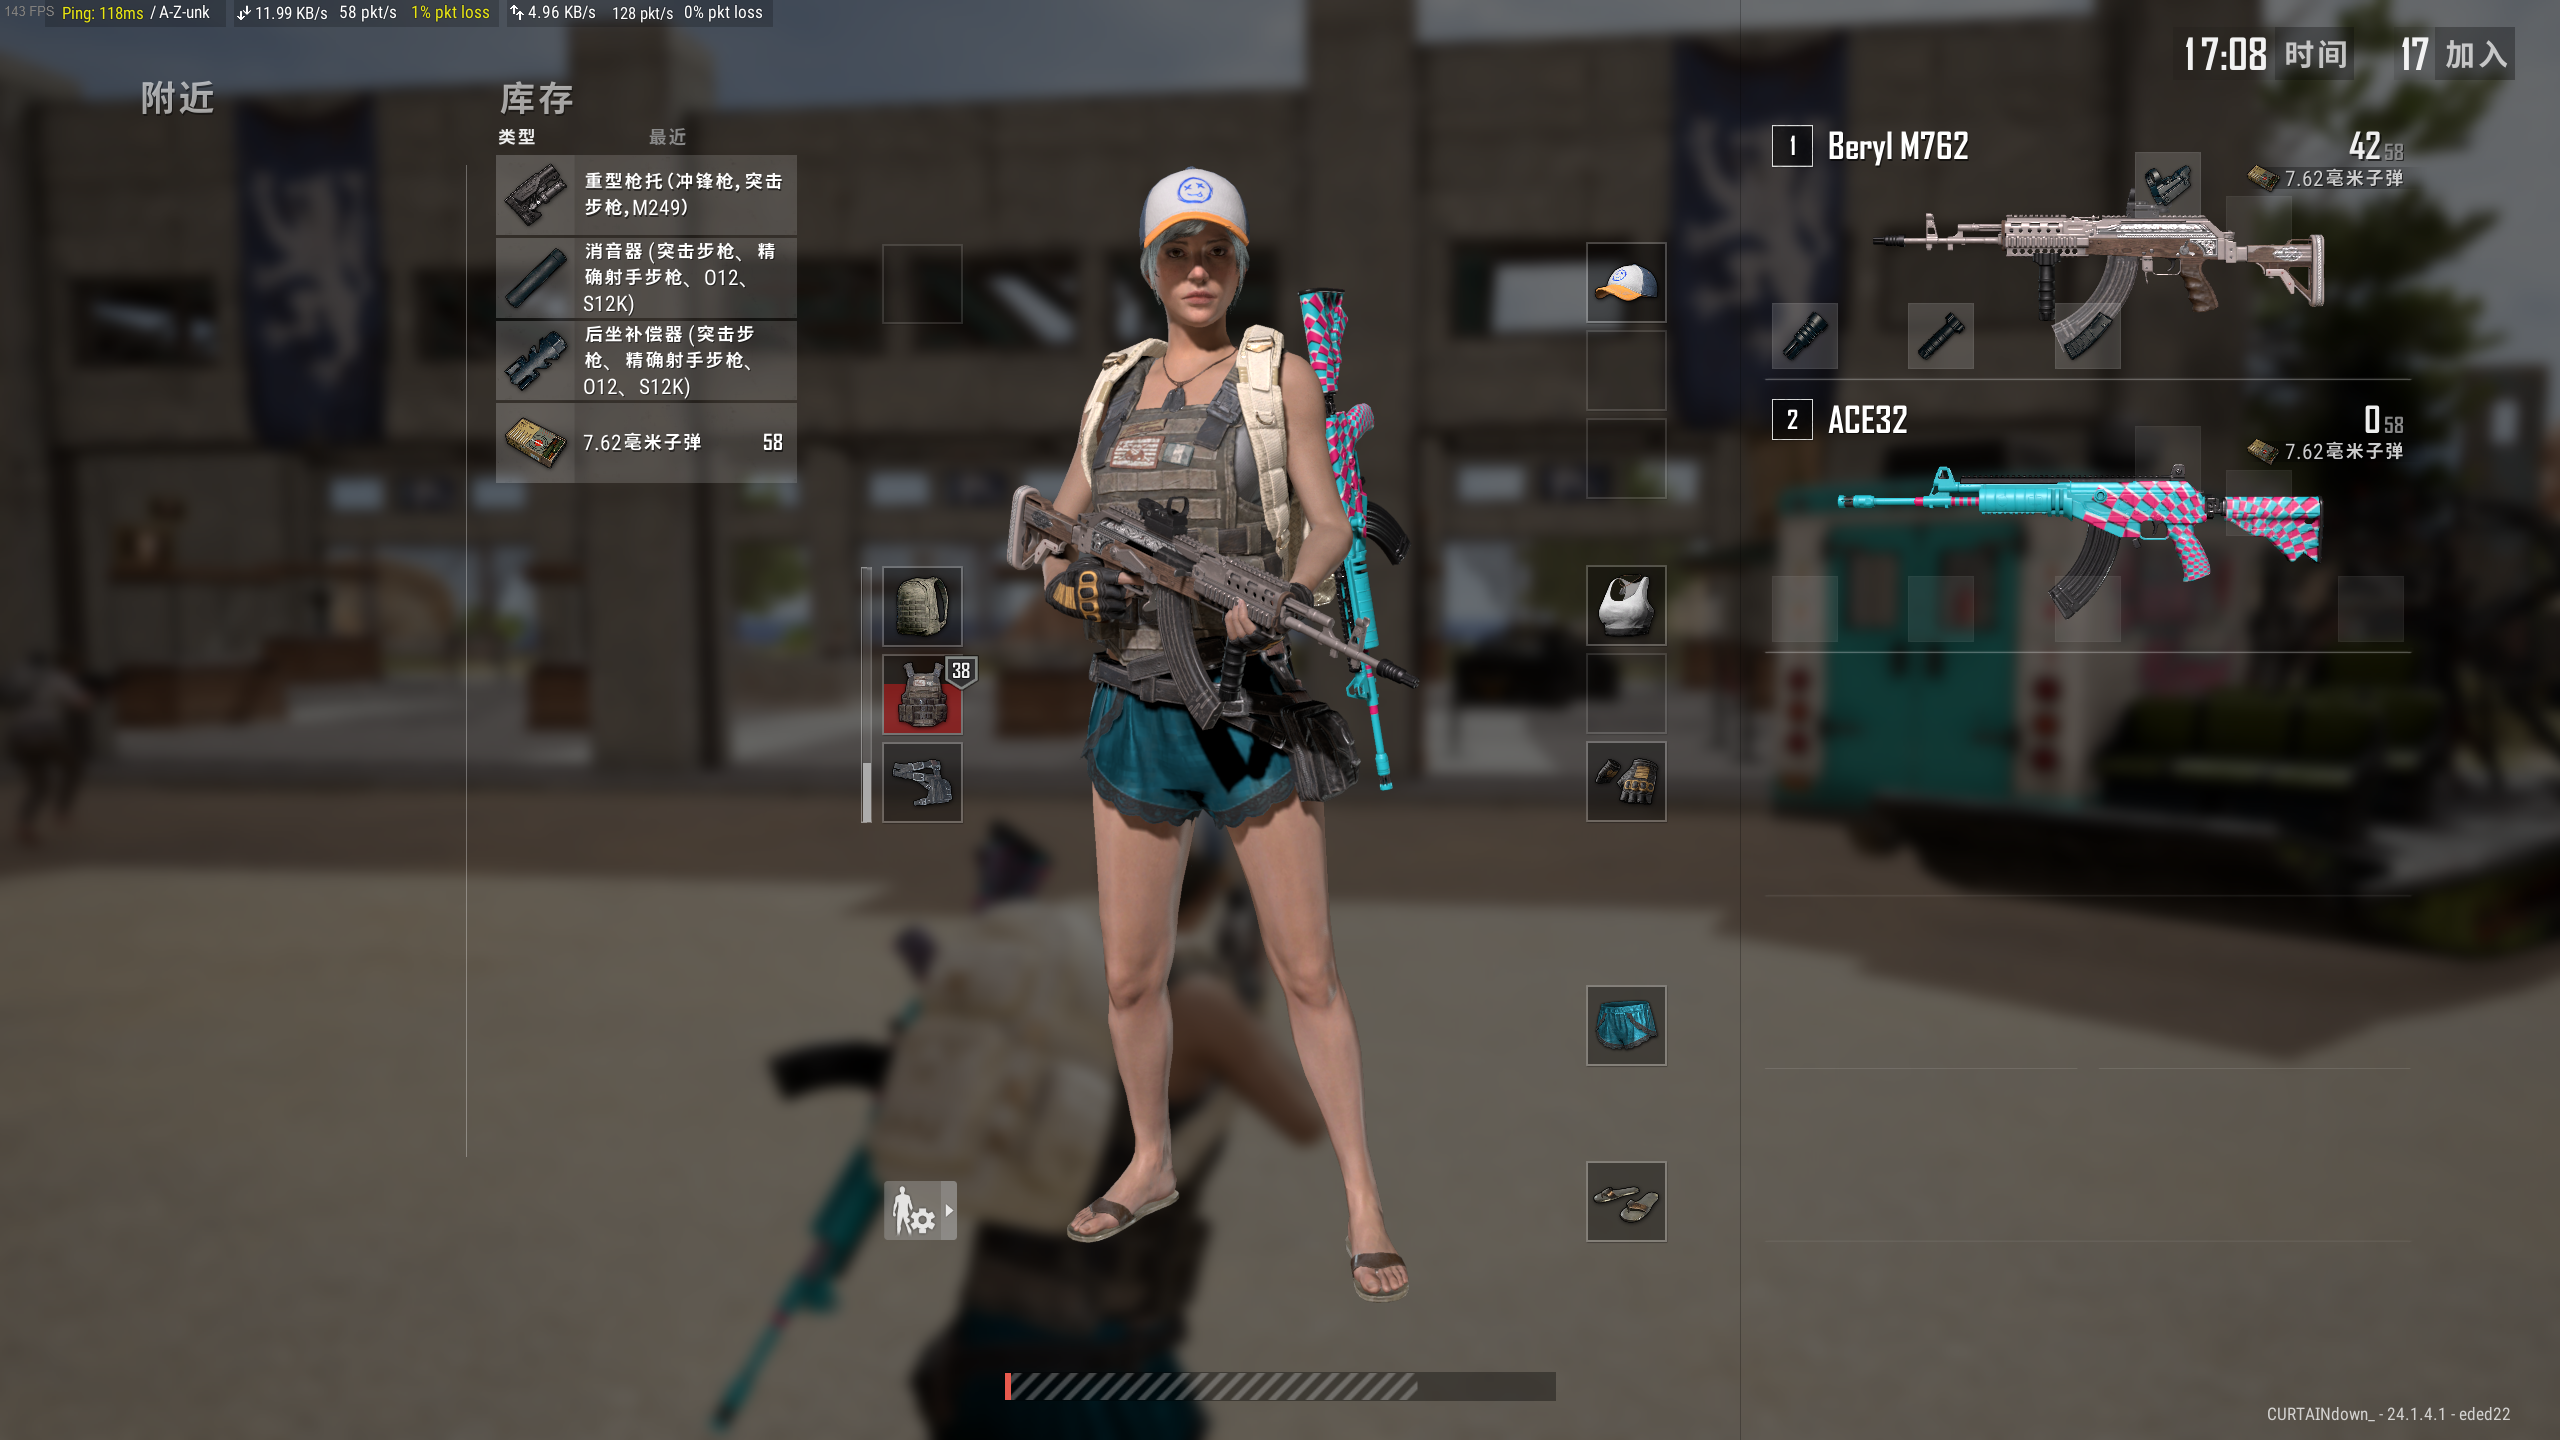 143 FPS Ping: 118ms / A-Z-unk 11.99 KB/s 58 pkt/s 1% pkt loss 4.96 KB/s 128 pkt/s 0% pkt loss
17:08 时间 17 加入
附近
库存
类型 最近
重型枪托(冲锋枪,突击
步枪,M249)
消音器 (突击步枪、精
确射手步枪、O12、
S12K)
后坐补偿器 (突击步
枪、精确射手步枪、
O12、S12K)
7.62毫米子弹 58
38
1 Beryl M762 42 58
7.62毫米子弹
2 ACE32 0 58
7.62毫米子弹
CURTAINdown_ - 24.1.4.1 - eded22